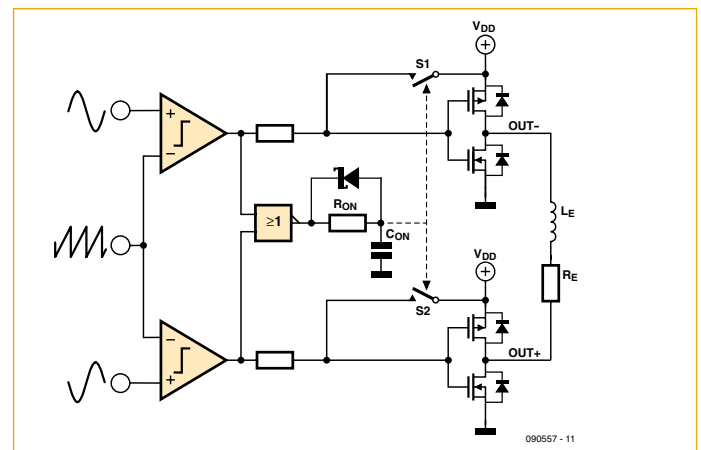 VDD
S1
+
−
OUT−
RON
≥1
CON
LE
VDD
RE
S2
−
+
OUT+
090557 - 11